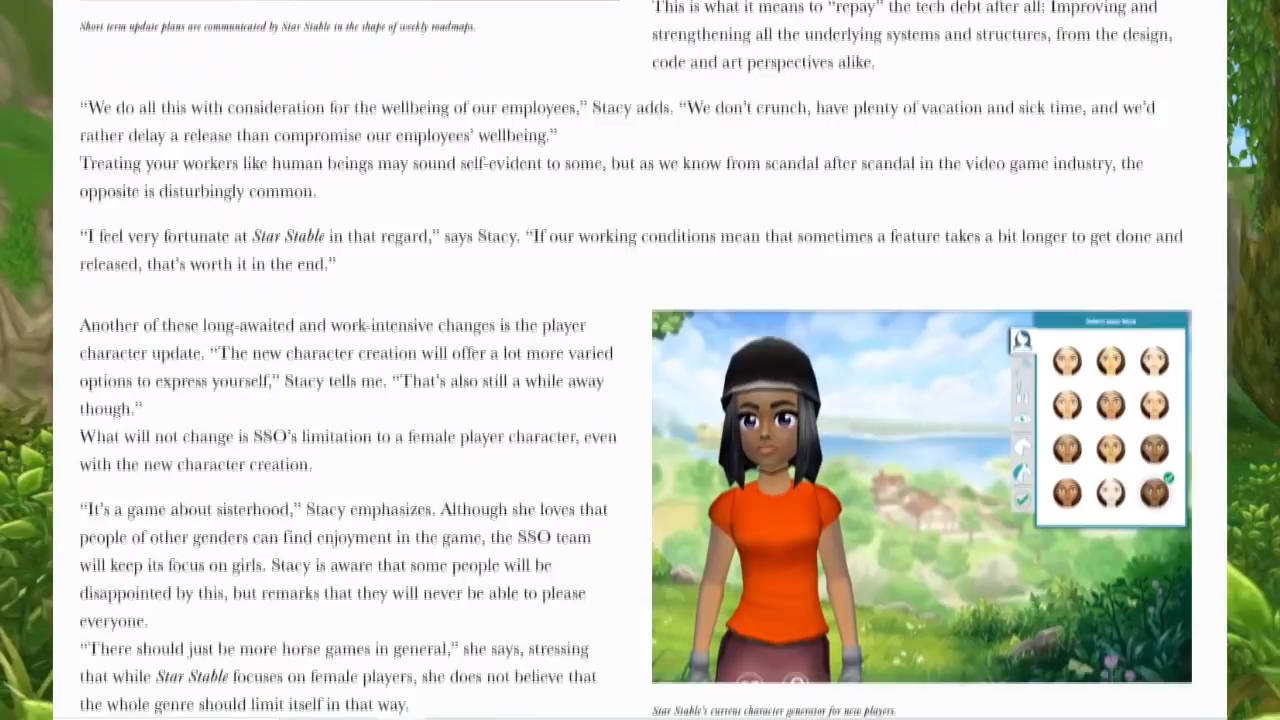 Short term update plans are communicated by Star Stable in the shape of weekly roadmaps.
This is what it means to “repay” the tech debt after all: Improving and
strengthening all the underlying systems and structures, from the design,
code and art perspectives alike.
“We do all this with consideration for the wellbeing of our employees,” Stacy adds. “We don’t crunch, have plenty of vacation and sick time, and we’d
rather delay a release than compromise our employees’ wellbeing.”
Treating your workers like human beings may sound self-evident to some, but as we know from scandal after scandal in the video game industry, the
opposite is disturbingly common.
“I feel very fortunate at Star Stable in that regard,” says Stacy. “If our working conditions mean that sometimes a feature takes a bit longer to get done and
released, that’s worth it in the end.”
Another of these long-awaited and work-intensive changes is the player
character update. “The new character creation will offer a lot more varied
options to express yourself,” Stacy tells me. “That’s also still a while away
though.”
What will not change is SSO’s limitation to a female player character, even
with the new character creation.
“It’s a game about sisterhood,” Stacy emphasizes. Although she loves that
people of other genders can find enjoyment in the game, the SSO team
will keep its focus on girls. Stacy is aware that some people will be
disappointed by this, but remarks that they will never be able to please
everyone.
“There should just be more horse games in general,” she says, stressing
that while Star Stable focuses on female players, she does not believe that
the whole genre should limit itself in that way.
Star Stable’s current character generator for new players.